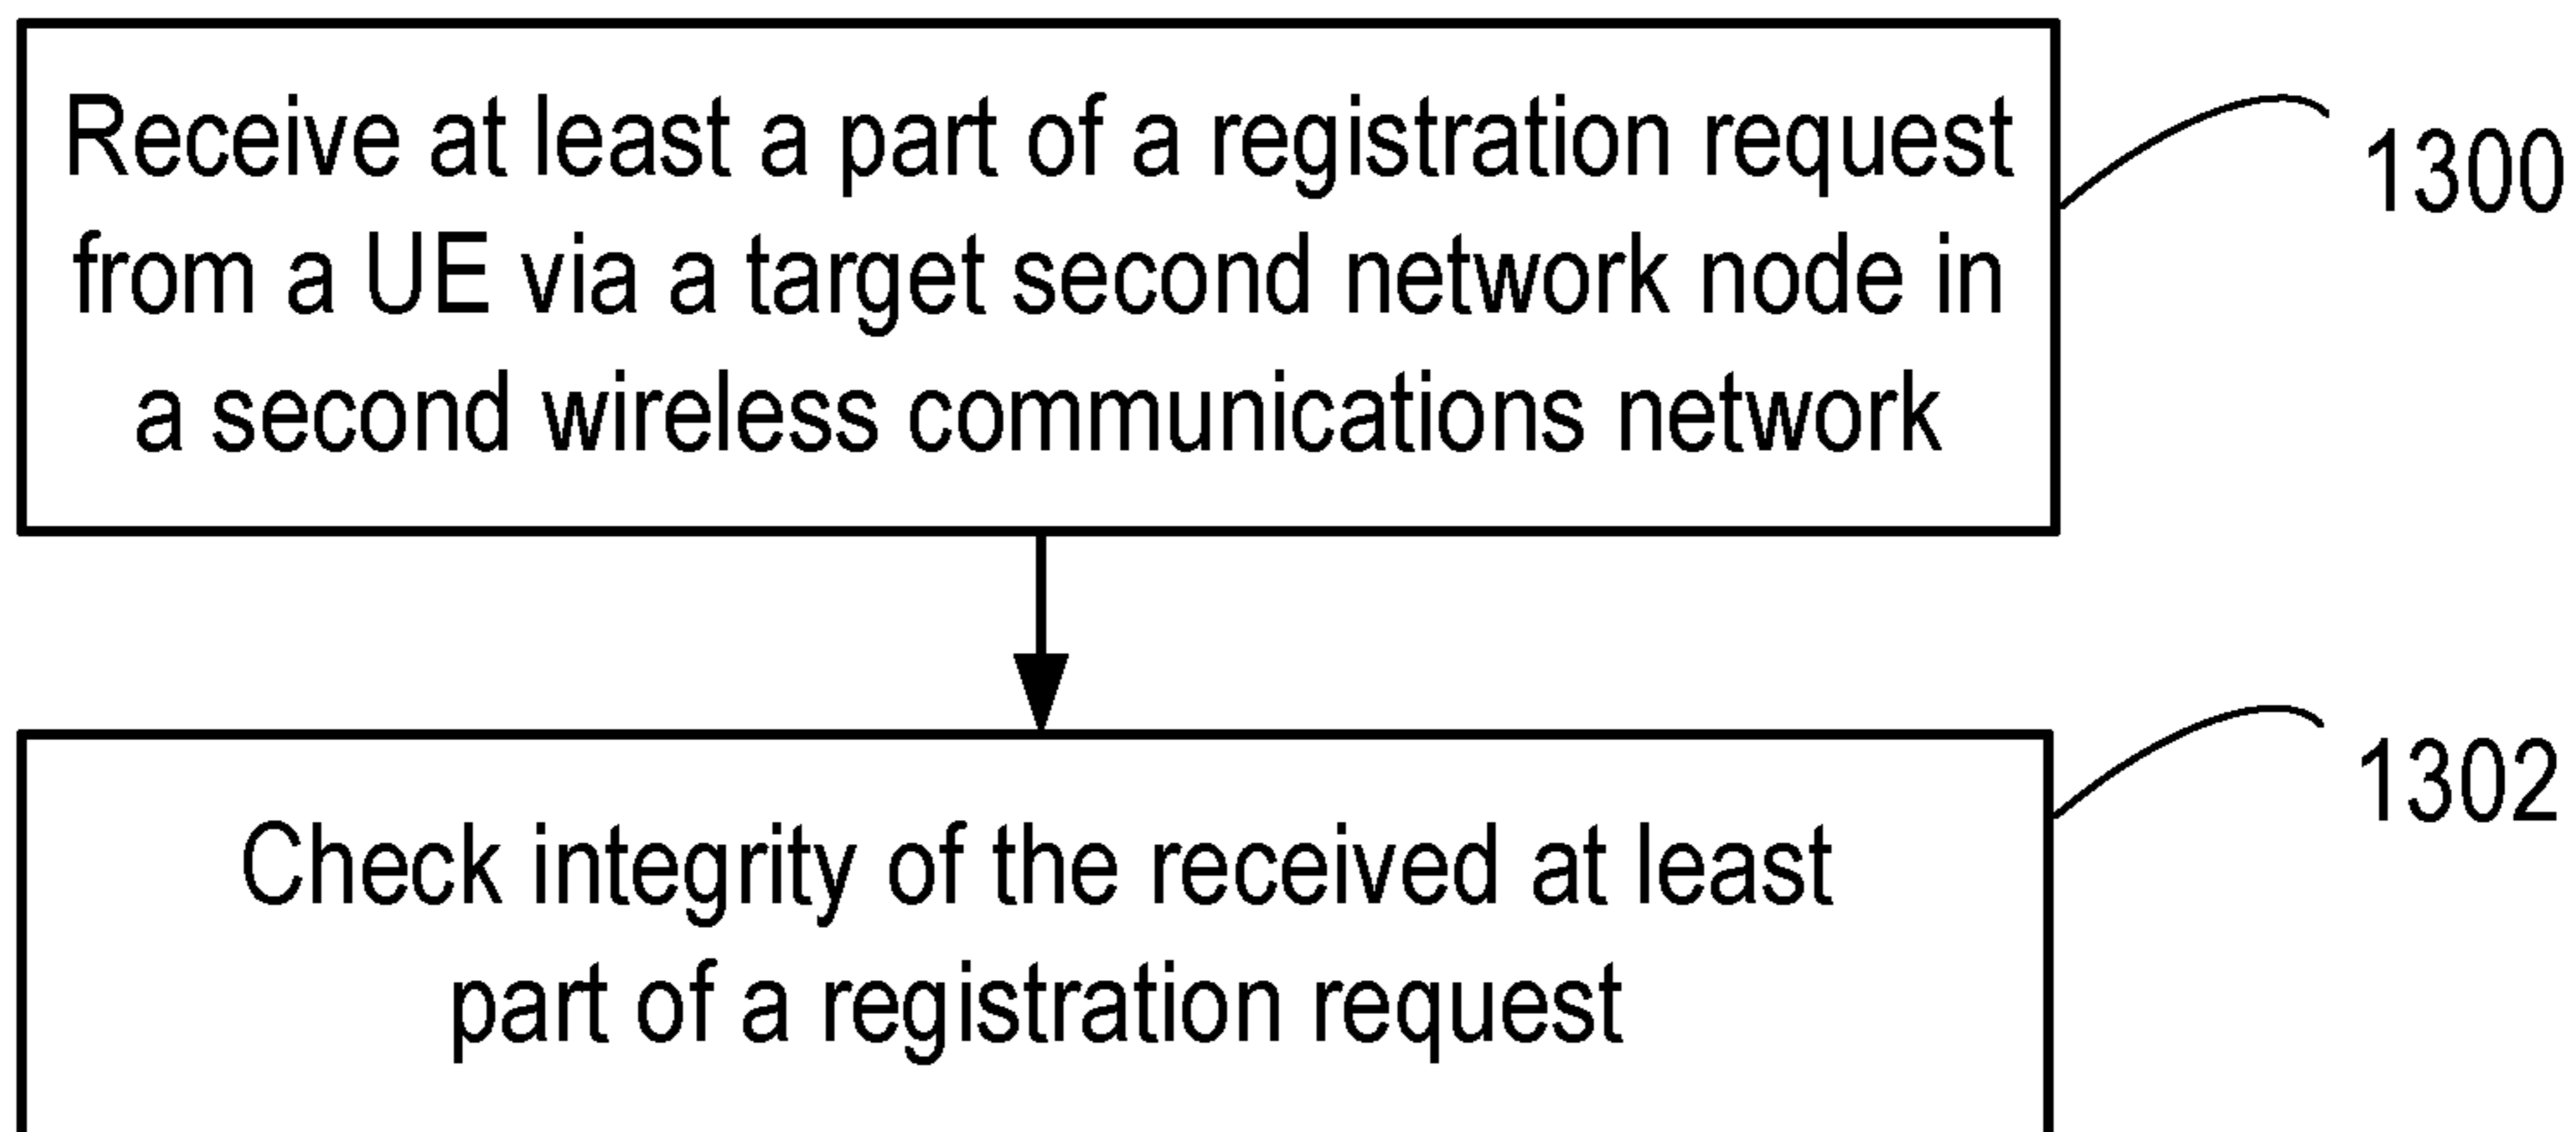 Receive at least a part of a registration request
from a UE via a target second network node in
a second wireless communications network
1300
Check integrity of the received at least
part of a registration request
1302